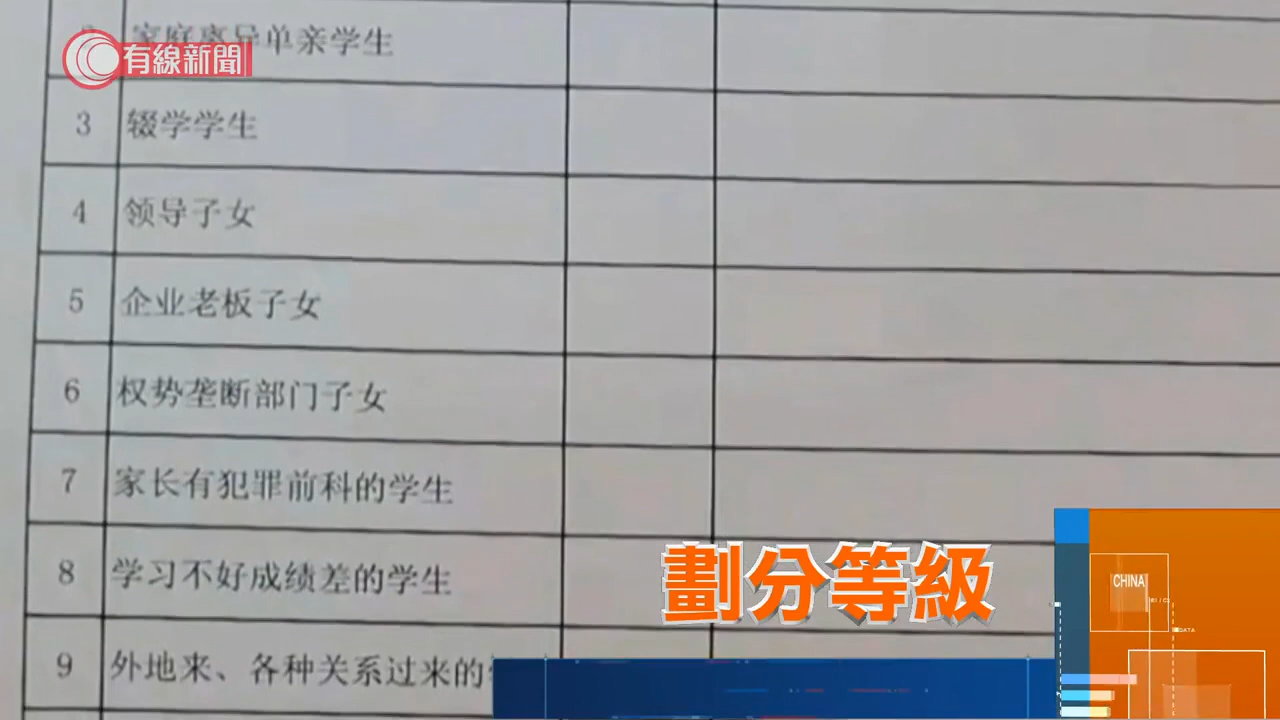 家庭离异单亲学生
有線新聞
3 辍学学生
4 领导子女
5 企业老板子女
6 权势垄断部门子女
7 家长有犯罪前科的学生
8 学习不好成绩差的学生
劃分等級
CHINA
DATA
9 外地来、各种关系过来的